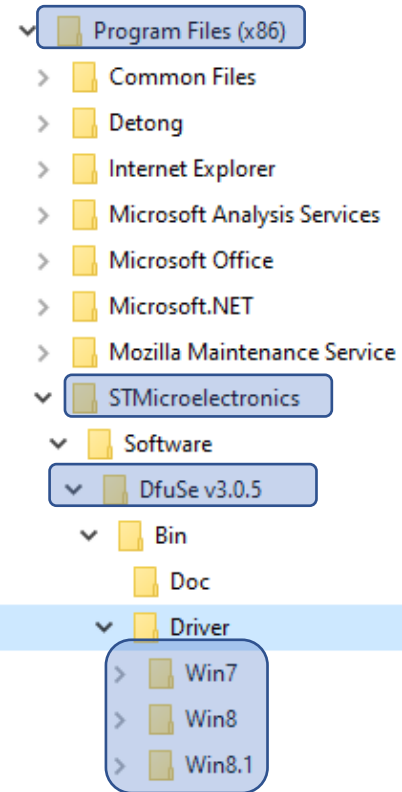 Program Files (x86)
Common Files
Detong
Internet Explorer
Microsoft Analysis Services
Microsoft Office
Microsoft.NET
Mozilla Maintenance Service
STMicroelectronics
Software
DfuSe v3.0.5
Bin
Doc
Driver
Win7
Win8
Win8.1